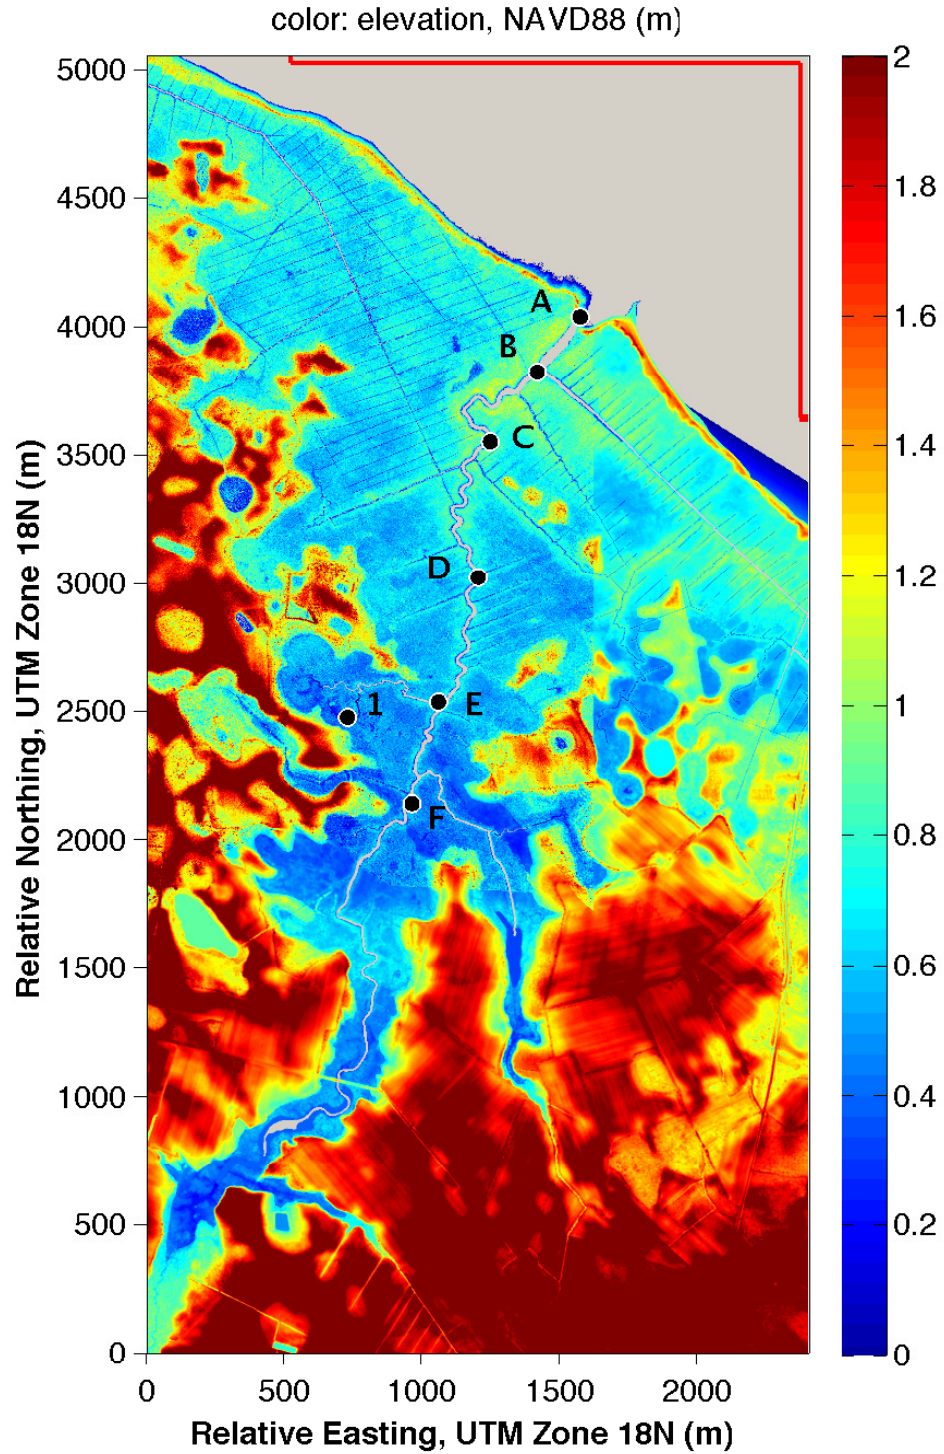 color: elevation, NAVD88 (m)
5000
4500
4000
3500
3000
2500
2000
1500
1000
500
0
Relative Northing, UTM Zone 18N (m)
A
B
C
D
E
1
F
2
1.8
1.6
1.4
1.2
1
0.8
0.6
0.4
0.2
0
0 500 1000 1500 2000
Relative Easting, UTM Zone 18N (m)